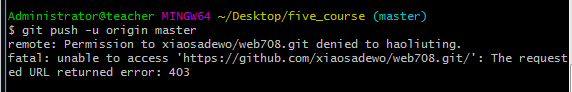 Administrator@teacher MINGW64 ~/Desktop/five_course (master)
$ git push -u origin master
remote: Permission to xiaosadewo/web708.git denied to haoliuting.
fatal: unable to access 'https://github.com/xiaosadewo/web708.git/': The request
ed URL returned error: 403